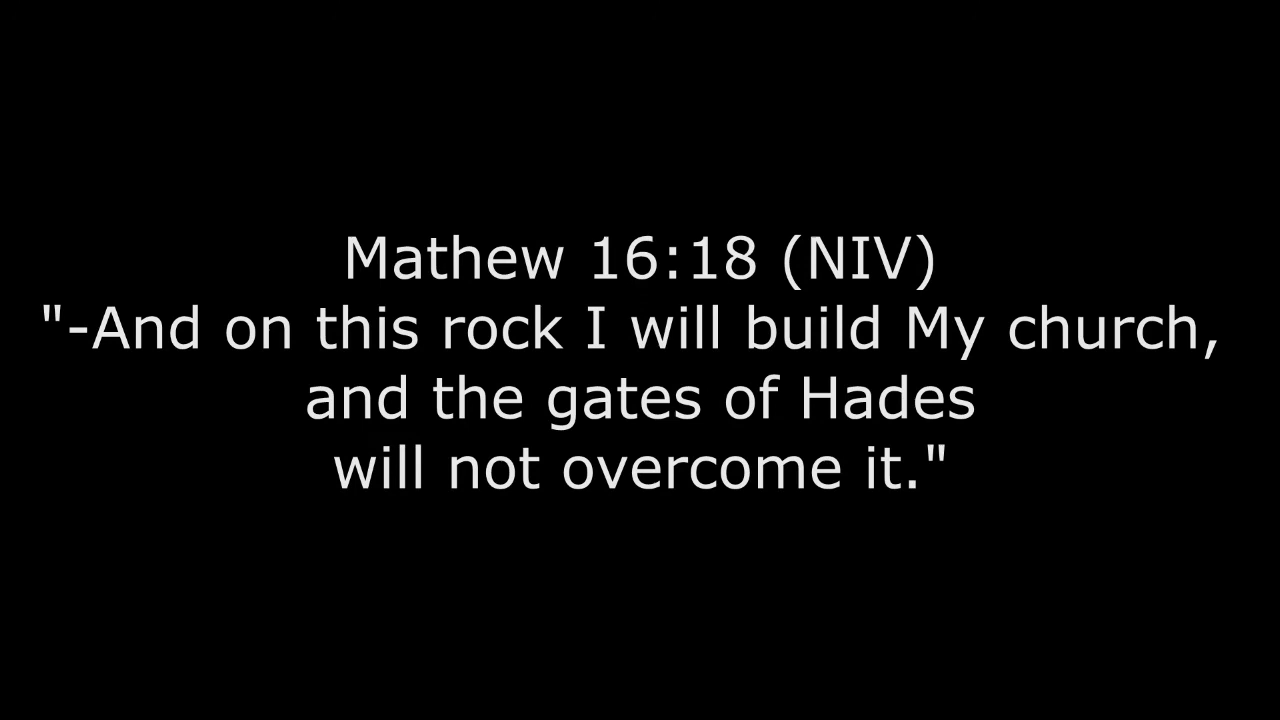 Mathew 16:18 (NIV)
"-And on this rock I will build My church,
and the gates of Hades
will not overcome it."